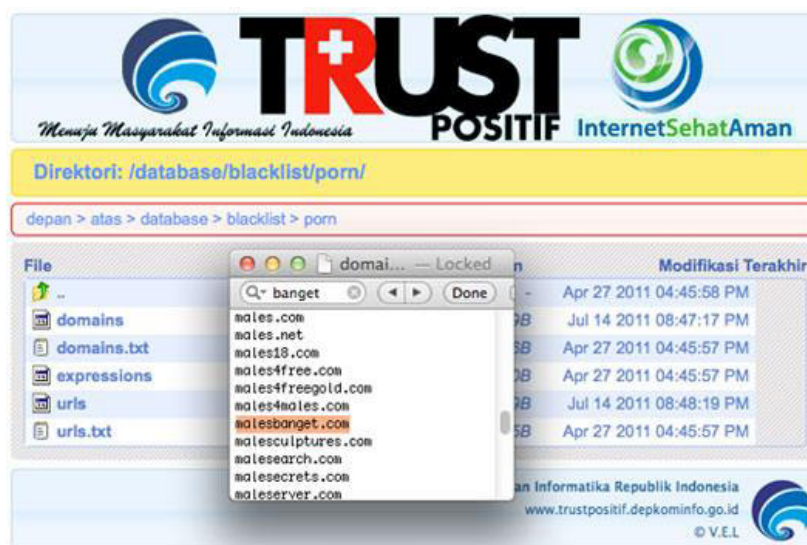 TRUST
POSITIF
Menuju Masyarakat Informasi Indonesia
InternetSehatAman
Direktori: /database/blacklist/porn/
depan > atas > database > blacklist > porn
File Modifikasi Terakhir
.. - Apr 27 2011 04:45:58 PM
domains Jul 14 2011 08:47:17 PM
domains.txt Apr 27 2011 04:45:57 PM
expressions Apr 27 2011 04:45:57 PM
urls Jul 14 2011 08:48:19 PM
urls.txt Apr 27 2011 04:45:57 PM
domai... — Locked
banget Done
males.com
males.net
males18.com
males4free.com
males4freegold.com
males4males.com
malesbanget.com
malesculptures.com
malesearch.com
malesecrets.com
maleserver.com
an Informatika Republik Indonesia
www.trustpositif.depkominfo.go.id
© V.E.L